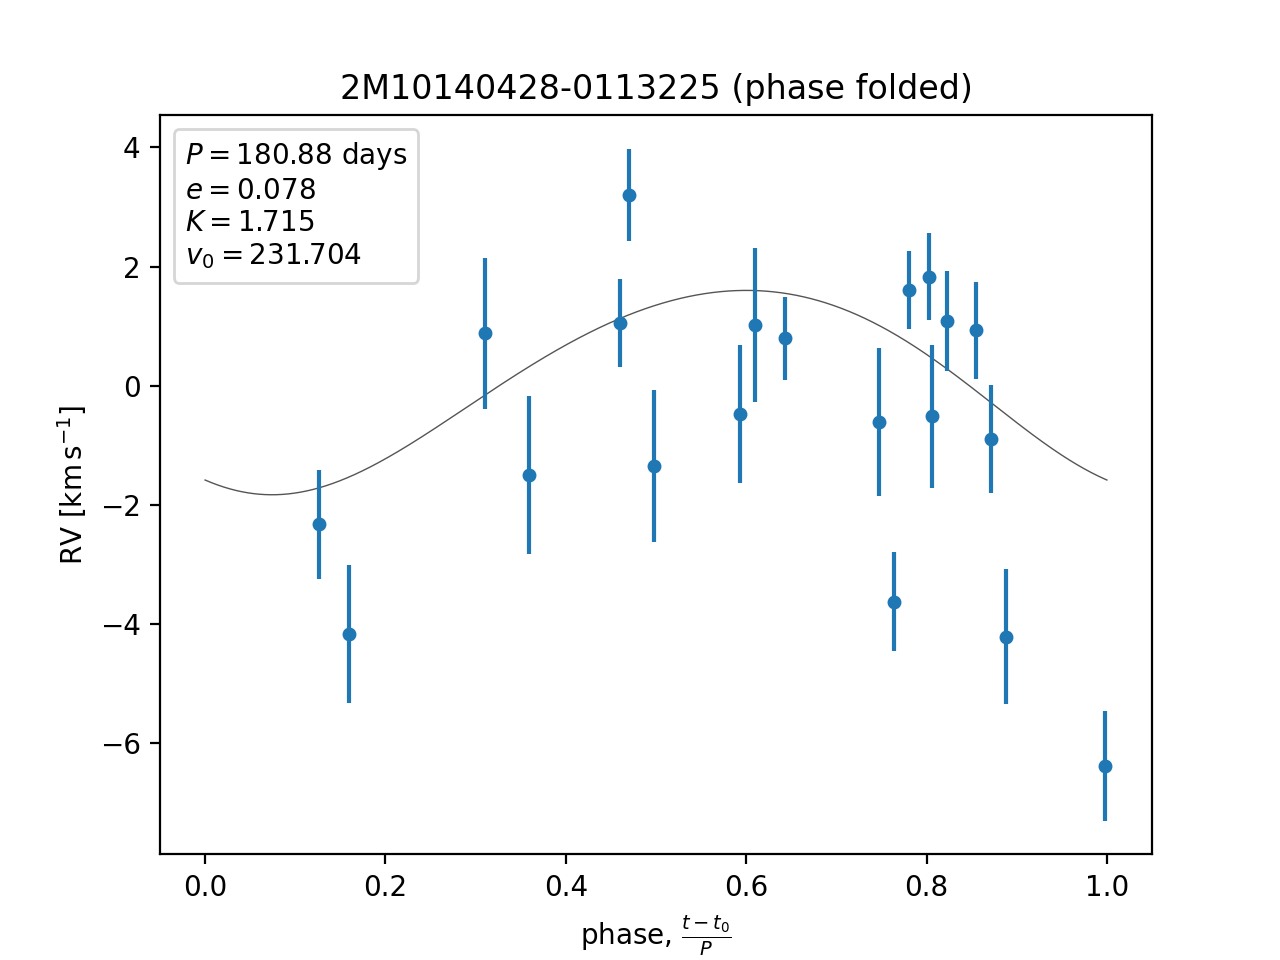 2M10140428-0113225 (phase folded)
P = 180.88 days
e = 0.078
K = 1.715
v₀ = 231.704
4
2
0
−2
−4
−6
RV [km s⁻¹]
0.0 0.2 0.4 0.6 0.8 1.0
phase, (t − t₀)/P